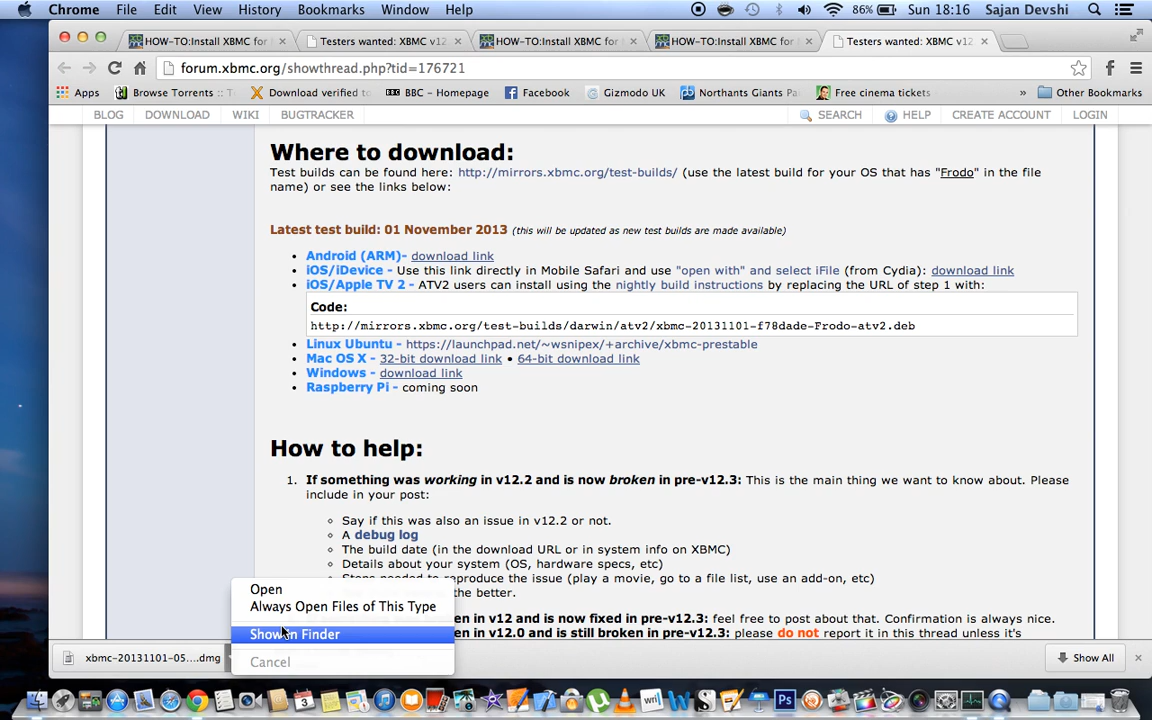 Chrome File Edit View History Bookmarks Window Help 86% Sun 18:16 Sajan Devshi
HOW-TO:Install XBMC for Testers wanted: XBMC v12 HOW-TO:Install XBMC for HOW-TO:Install XBMC for Testers wanted: XBMC v12
forum.xbmc.org/showthread.php?tid=176721
Apps Browse Torrents Download verified to BBC - Homepage Facebook Gizmodo UK Northants Giants Free cinema tickets » Other Bookmarks
BLOG DOWNLOAD WIKI BUGTRACKER SEARCH HELP CREATE ACCOUNT LOGIN
Where to download:
Test builds can be found here: http://mirrors.xbmc.org/test-builds/ (use the latest build for your OS that has "Frodo" in the file
name) or see the links below:
Latest test build: 01 November 2013 (this will be updated as new test builds are made available)
• Android (ARM)- download link
• iOS/iDevice - Use this link directly in Mobile Safari and use "open with" and select iFile (from Cydia): download link
• iOS/Apple TV 2 - ATV2 users can install using the nightly build instructions by replacing the URL of step 1 with:
Code:
http://mirrors.xbmc.org/test-builds/darwin/atv2/xbmc-20131101-f78dade-Frodo-atv2.deb
• Linux Ubuntu - https://launchpad.net/~wsnipex/+archive/xbmc-prestable
• Mac OS X - 32-bit download link • 64-bit download link
• Windows - download link
• Raspberry Pi - coming soon
How to help:
1. If something was working in v12.2 and is now broken in pre-v12.3: This is the main thing we want to know about. Please
include in your post:
Say if this was also an issue in v12.2 or not.
A debug log
The build date (in the download URL or in system info on XBMC)
Details about your system (OS, hardware specs, etc)
reproduce the issue (play a movie, go to a file list, use an add-on, etc)
the better.
in v12 and is now fixed in pre-v12.3: feel free to post about that. Confirmation is always nice.
in v12.0 and is still broken in pre-v12.3: please do not report it in this thread unless it's
Open
Always Open Files of This Type
Show in Finder
Cancel
xbmc-20131101-05....dmg Show All